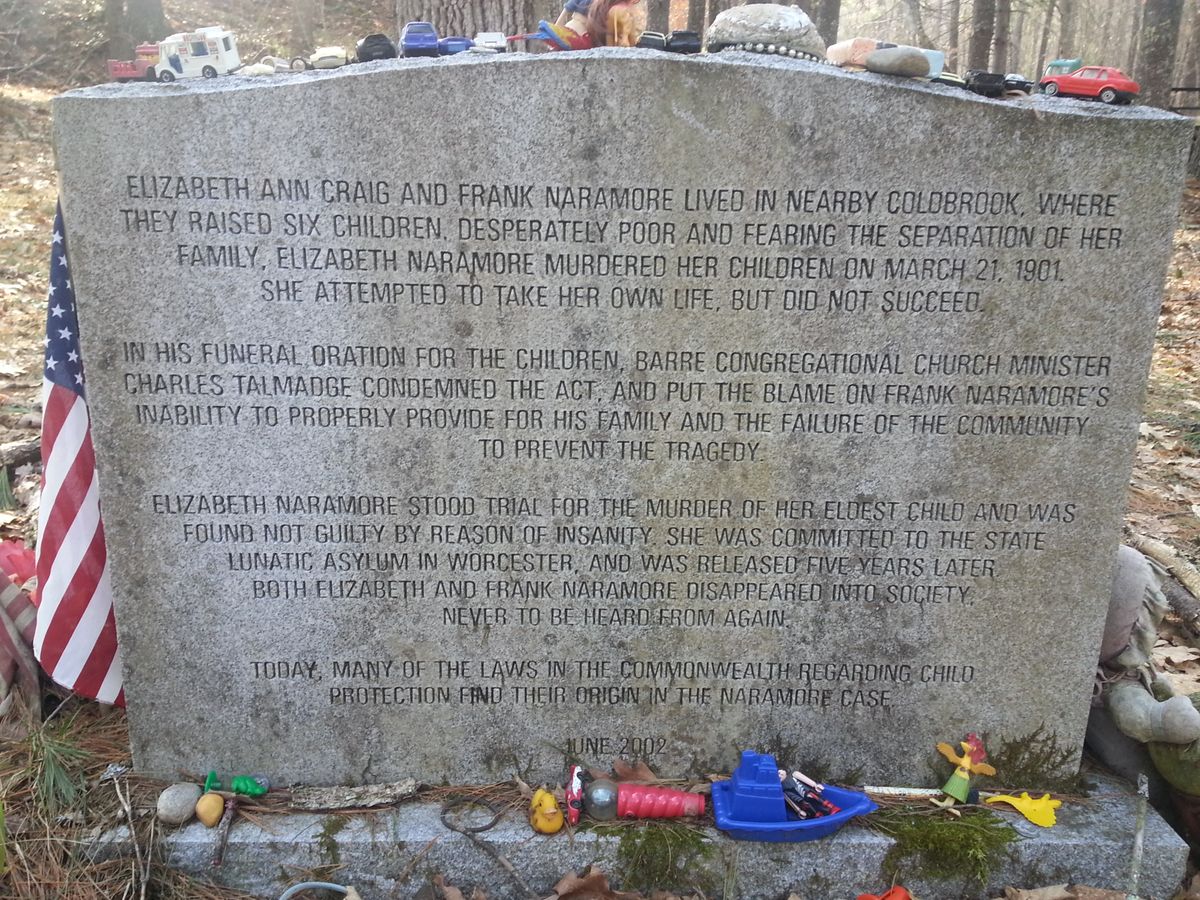 ELIZABETH ANN CRAIG AND FRANK NARAMORE LIVED IN NEARBY COLDBROOK, WHERE
THEY RAISED SIX CHILDREN. DESPERATELY POOR AND FEARING THE SEPARATION OF HER
FAMILY, ELIZABETH NARAMORE MURDERED HER CHILDREN ON MARCH 21, 1901.
SHE ATTEMPTED TO TAKE HER OWN LIFE, BUT DID NOT SUCCEED.
IN HIS FUNERAL ORATION FOR THE CHILDREN, BARRE CONGREGATIONAL CHURCH MINISTER
CHARLES TALMADGE CONDEMNED THE ACT, AND PUT THE BLAME ON FRANK NARAMORE'S
INABILITY TO PROPERLY PROVIDE FOR HIS FAMILY AND THE FAILURE OF THE COMMUNITY
TO PREVENT THE TRAGEDY.
ELIZABETH NARAMORE STOOD TRIAL FOR THE MURDER OF HER ELDEST CHILD AND WAS
FOUND NOT GUILTY BY REASON OF INSANITY. SHE WAS COMMITTED TO THE STATE
LUNATIC ASYLUM IN WORCESTER, AND WAS RELEASED FIVE YEARS LATER.
BOTH ELIZABETH AND FRANK NARAMORE DISAPPEARED INTO SOCIETY,
NEVER TO BE HEARD FROM AGAIN.
TODAY, MANY OF THE LAWS IN THE COMMONWEALTH REGARDING CHILD
PROTECTION FIND THEIR ORIGIN IN THE NARAMORE CASE.
JUNE 2002